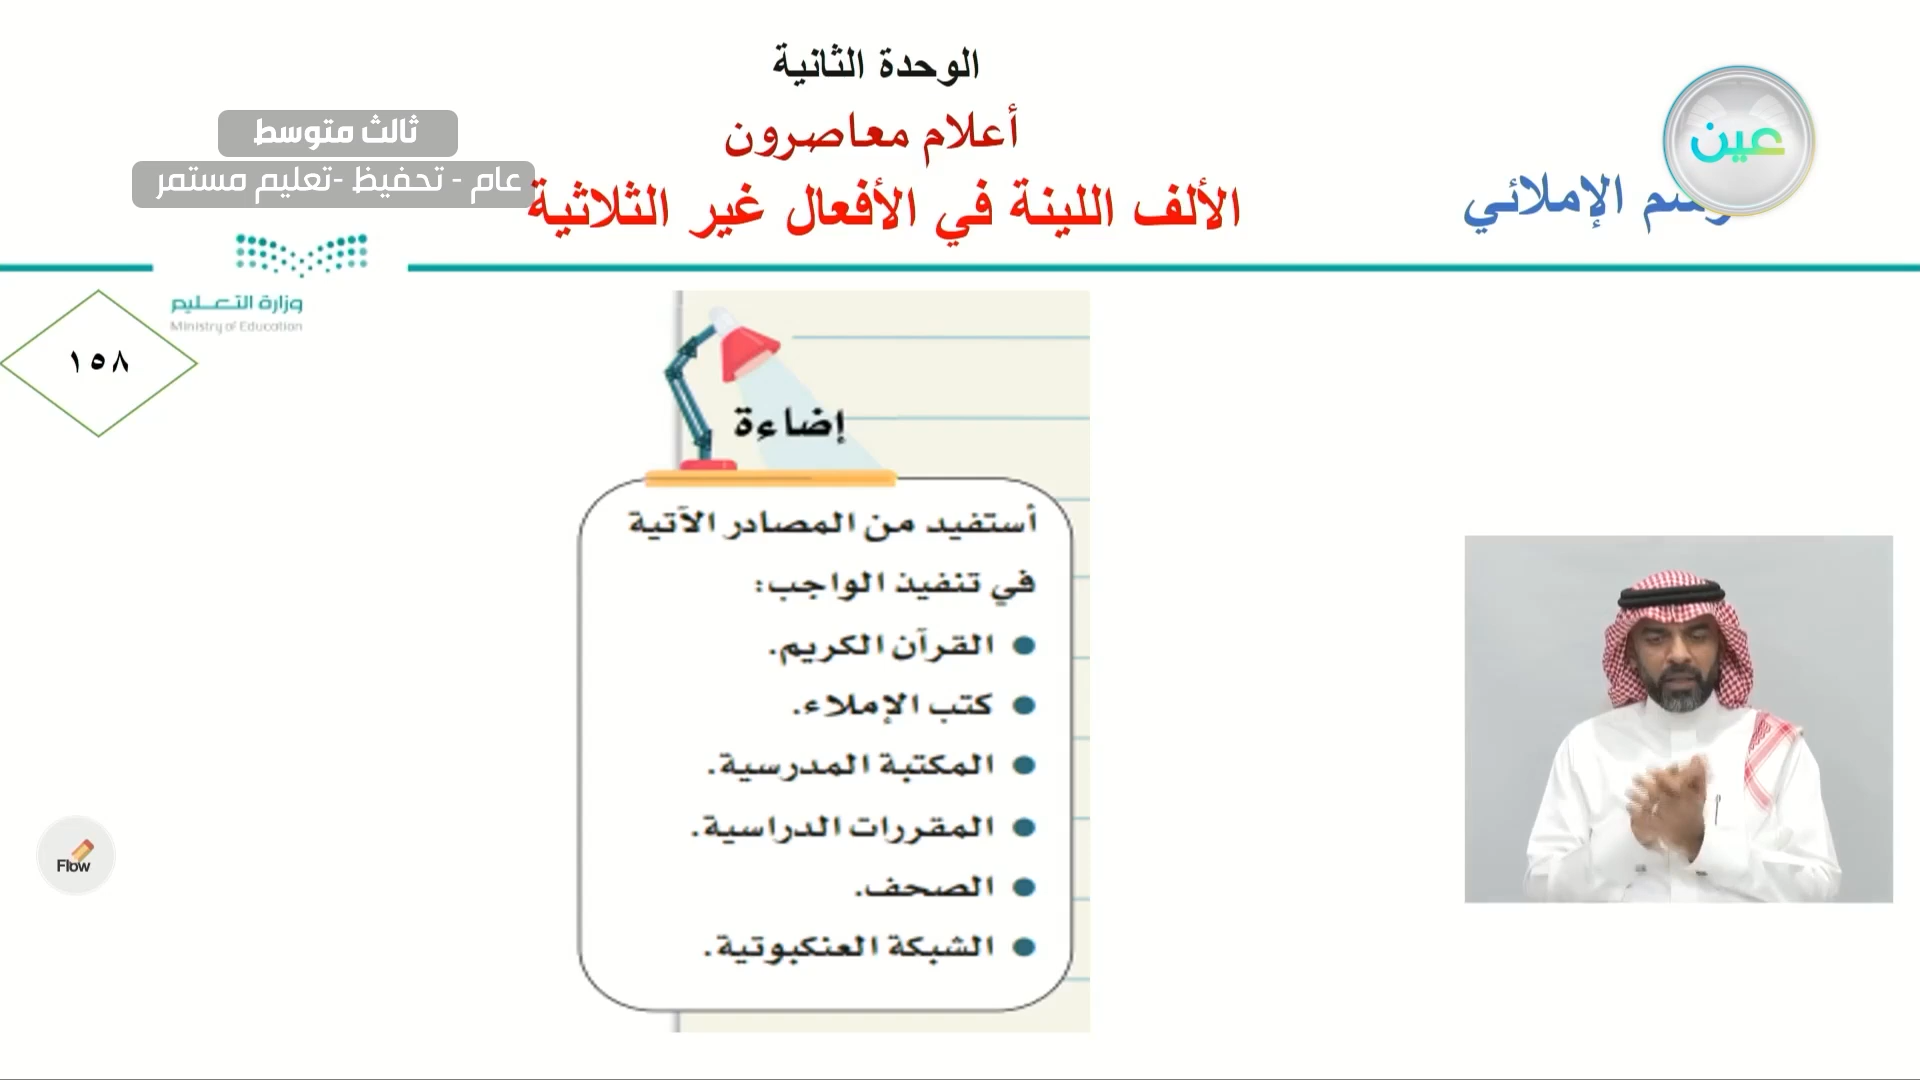 الوحدة الثانية
أعلام معاصرون
الألف اللينة في الأفعال غير الثلاثية
الإملائي
عين
ثالث متوسط
عام - تحفيظ -تعليم مستمر
وزارة التعـــليم
Ministry of Education
١٥٨
إضاءة
أستفيد من المصادر الآتية
في تنفيذ الواجب:
● القرآن الكريم.
● كتب الإملاء.
● المكتبة المدرسية.
● المقررات الدراسية.
● الصحف.
● الشبكة العنكبوتية.
Flow